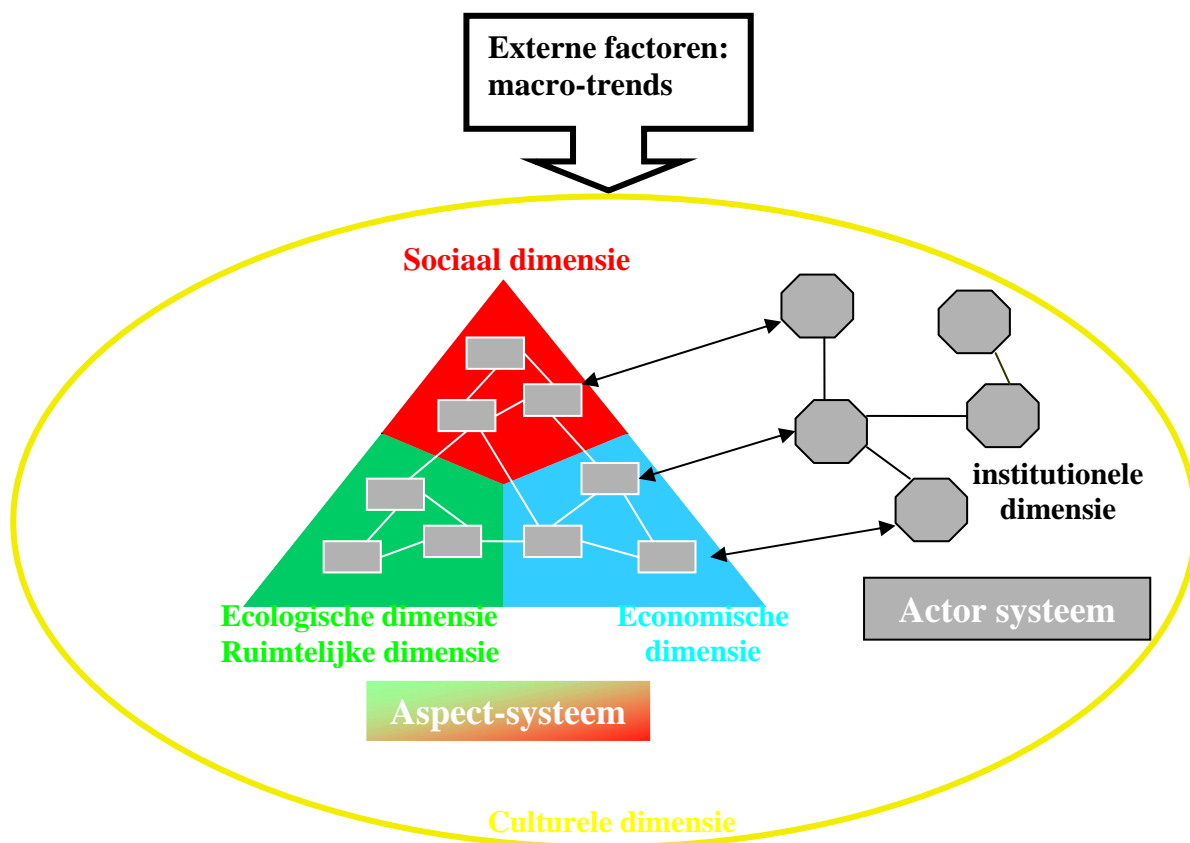 Externe factoren:
macro-trends
Sociaal dimensie
institutionele
dimensie
Actor systeem
Ecologische dimensie
Ruimtelijke dimensie
Economische
dimensie
Aspect-systeem
Culturele dimensie